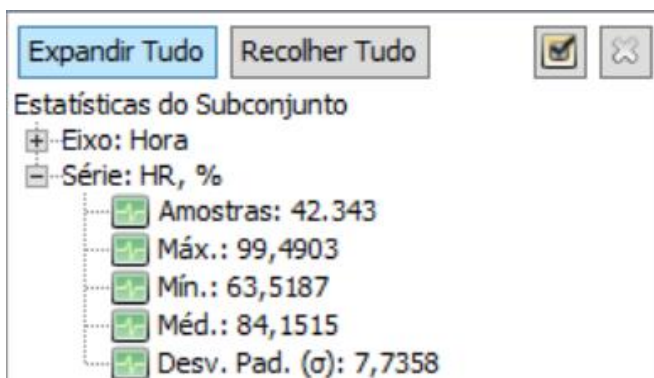 Expandir Tudo Recolher Tudo
Estatísticas do Subconjunto
Eixo: Hora
Série: HR, %
Amostras: 42.343
Máx.: 99,4903
Mín.: 63,5187
Méd.: 84,1515
Desv. Pad. (σ): 7,7358